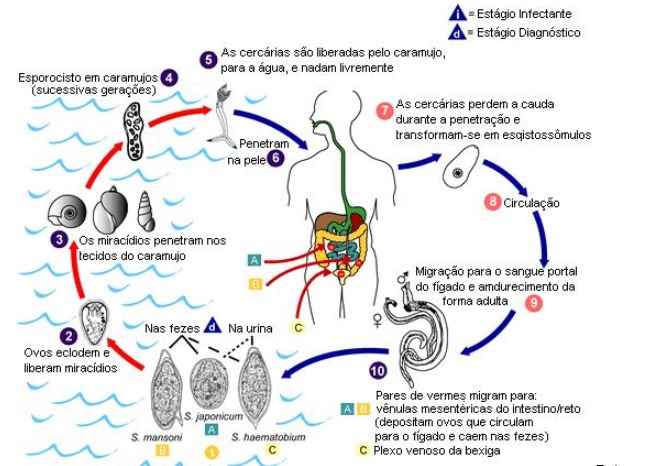 i = Estágio Infectante
d = Estágio Diagnóstico
5 As cercárias são liberadas pelo caramujo,
para a água, e nadam livremente
Esporocisto em caramujos 4
(sucessivas gerações)
7 As cercárias perdem a cauda
durante a penetração e
transformam-se em esqistossômulos
Penetram
na pele 6
8 Circulação
3 Os miracídios penetram nos
tecidos do caramujo
A
B
C
Migração para o sangue portal
do fígado e amdurecimento da
forma adulta 9
♂
♀
2
Ovos eclodem e
liberam miracídios
Nas fezes d Na urina
10
Pares de vermes migram para:
A B vênulas mesentéricas do intestino/reto
(depositam ovos que circulam
para o fígado e caem nas fezes)
C Plexo venoso da bexiga
S. japonicum
A
S. mansoni S. haematobium
B 1 C